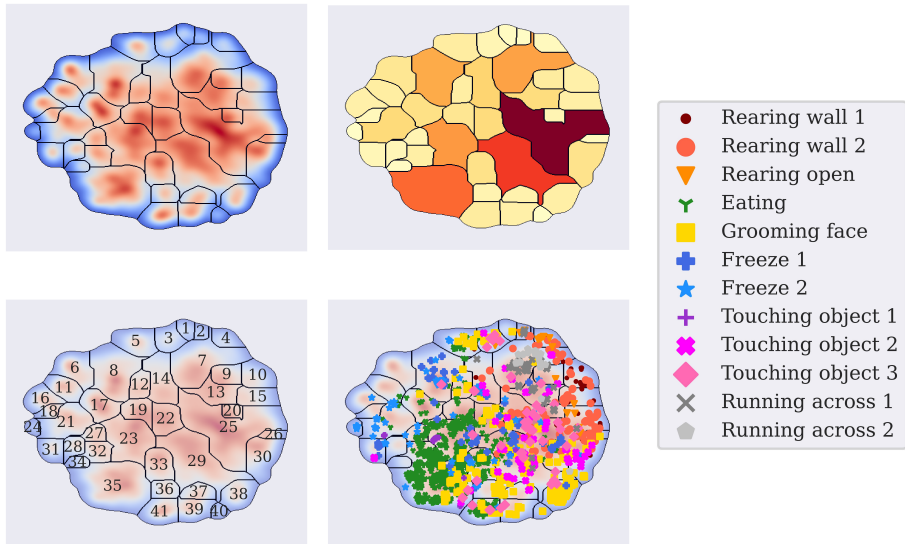 Rearing wall 1
Rearing wall 2
Rearing open
Eating
Grooming face
Freeze 1
Freeze 2
Touching object 1
Touching object 2
Touching object 3
Running across 1
Running across 2
1 2
5 3 4
7
6 8 9 10
11 12 14 13 15
16 17
18 19 22 20
24 21 25
27 23 26
31 28 32 30
34 33 29
35 36 37 38
41 39 40